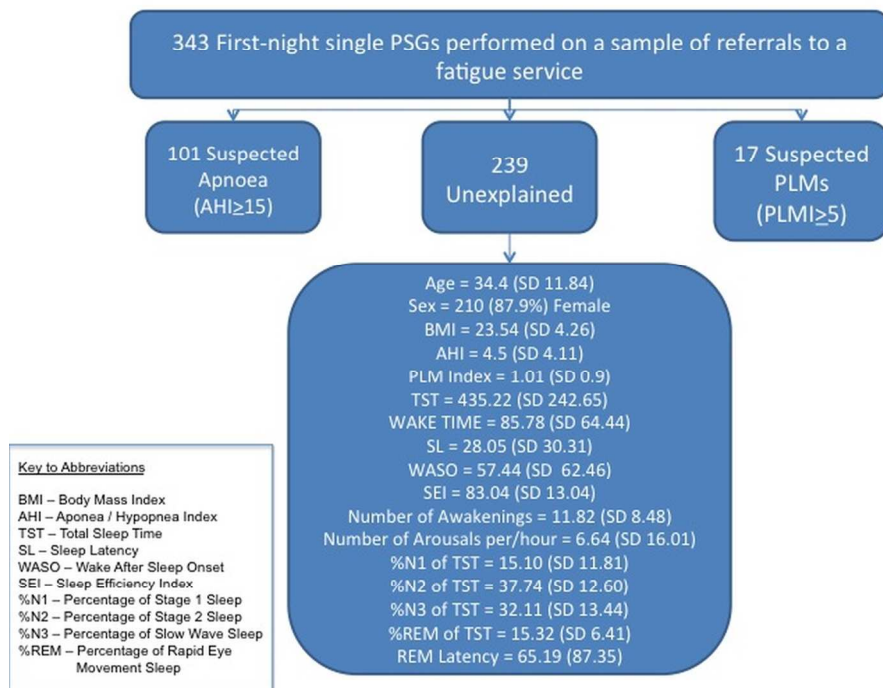 343 First-night single PSGs performed on a sample of referrals to a
fatigue service
101 Suspected
Apnoea
(AHI≥15)
239
Unexplained
17 Suspected
PLMs
(PLMI≥5)
Age = 34.4 (SD 11.84)
Sex = 210 (87.9%) Female
BMI = 23.54 (SD 4.26)
AHI = 4.5 (SD 4.11)
PLM Index = 1.01 (SD 0.9)
TST = 435.22 (SD 242.65)
WAKE TIME = 85.78 (SD 64.44)
SL = 28.05 (SD 30.31)
WASO = 57.44 (SD 62.46)
SEI = 83.04 (SD 13.04)
Number of Awakenings = 11.82 (SD 8.48)
Number of Arousals per/hour = 6.64 (SD 16.01)
%N1 of TST = 15.10 (SD 11.81)
%N2 of TST = 37.74 (SD 12.60)
%N3 of TST = 32.11 (SD 13.44)
%REM of TST = 15.32 (SD 6.41)
REM Latency = 65.19 (87.35)
Key to Abbreviations
BMI – Body Mass Index
AHI – Aponea / Hypopnea Index
TST – Total Sleep Time
SL – Sleep Latency
WASO – Wake After Sleep Onset
SEI – Sleep Efficiency Index
%N1 – Percentage of Stage 1 Sleep
%N2 – Percentage of Stage 2 Sleep
%N3 – Percentage of Slow Wave Sleep
%REM – Percentage of Rapid Eye
Movement Sleep